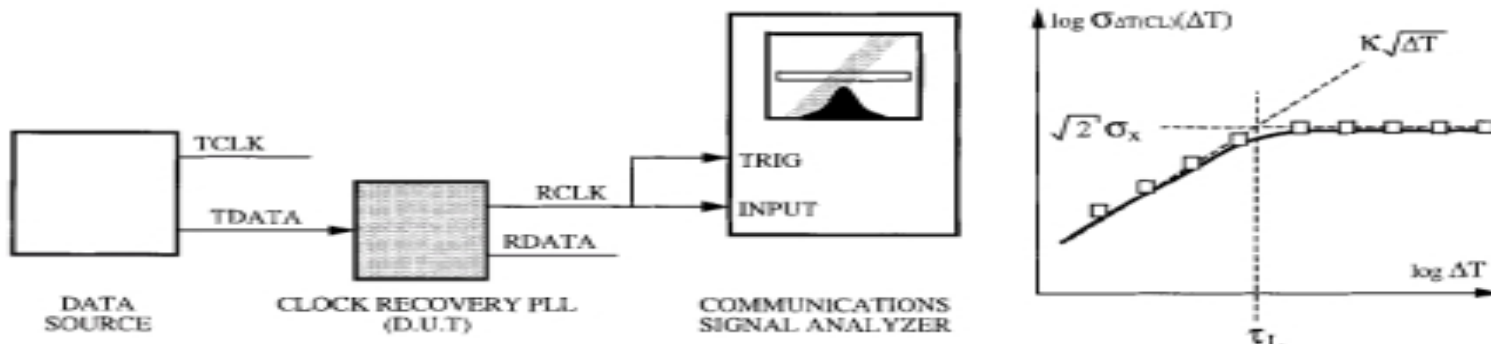 TCLK
TDATA
RCLK
RDATA
TRIG
INPUT
DATA
SOURCE
CLOCK RECOVERY PLL
(D.U.T)
COMMUNICATIONS
SIGNAL ANALYZER
log σΔT(CL)(ΔT)
K√ΔT
√2 σx
log ΔT
τL